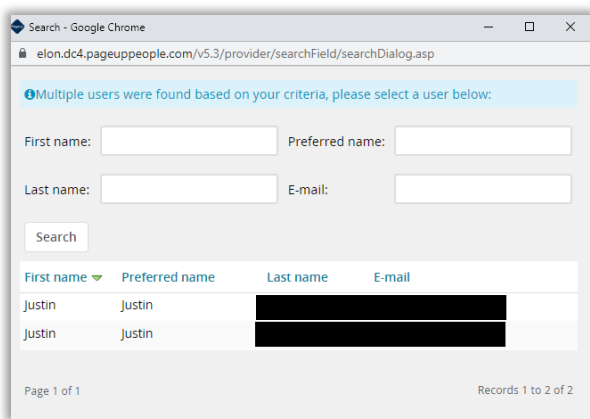 Search - Google Chrome
elon.dc4.pageuppeople.com/v5.3/provider/searchField/searchDialog.asp
Multiple users were found based on your criteria, please select a user below:
First name: Preferred name:
Last name: E-mail:
Search
First name Preferred name Last name E-mail
Justin Justin
Justin Justin
Page 1 of 1 Records 1 to 2 of 2